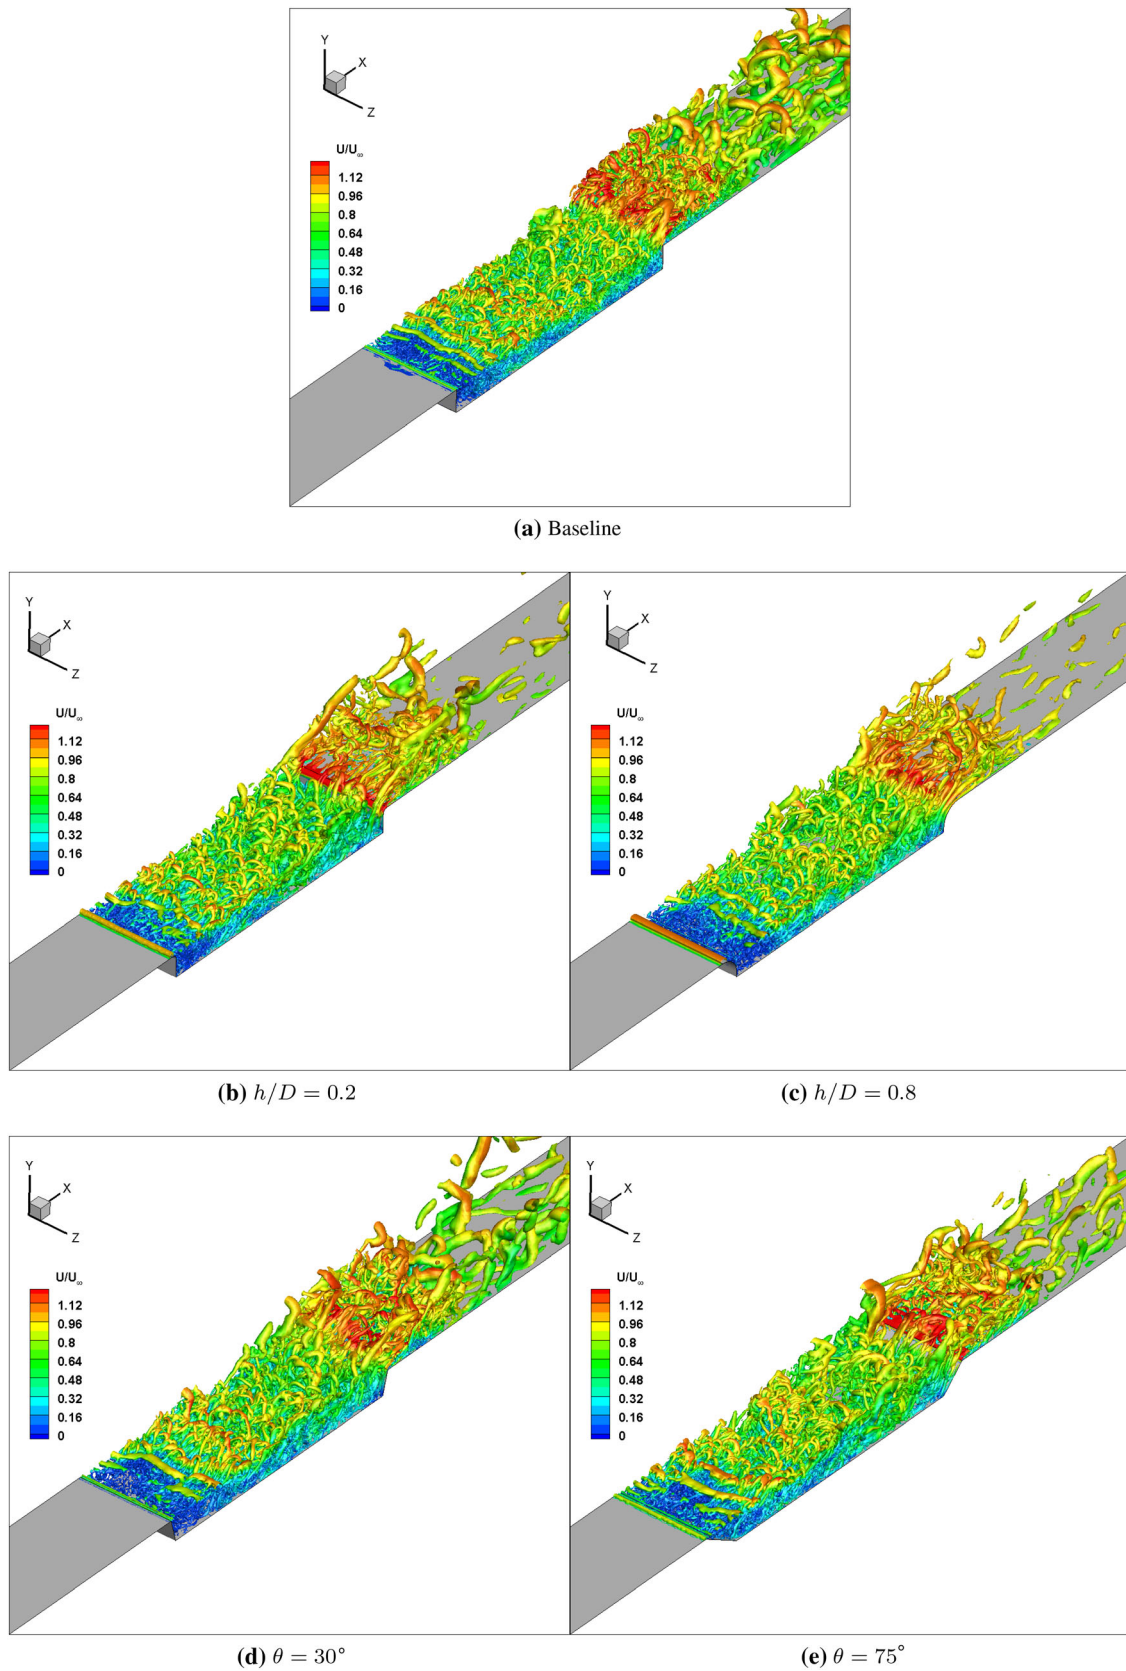 Y
X
Z
U/U∞
1.12
0.96
0.8
0.64
0.48
0.32
0.16
0
(a) Baseline
Y
X
Z
U/U∞
1.12
0.96
0.8
0.64
0.48
0.32
0.16
0
Y
X
Z
U/U∞
1.12
0.96
0.8
0.64
0.48
0.32
0.16
0
(b) h/D = 0.2
(c) h/D = 0.8
Y
X
Z
U/U∞
1.12
0.96
0.8
0.64
0.48
0.32
0.16
0
Y
X
Z
U/U∞
1.12
0.96
0.8
0.64
0.48
0.32
0.16
0
(d) θ = 30°
(e) θ = 75°